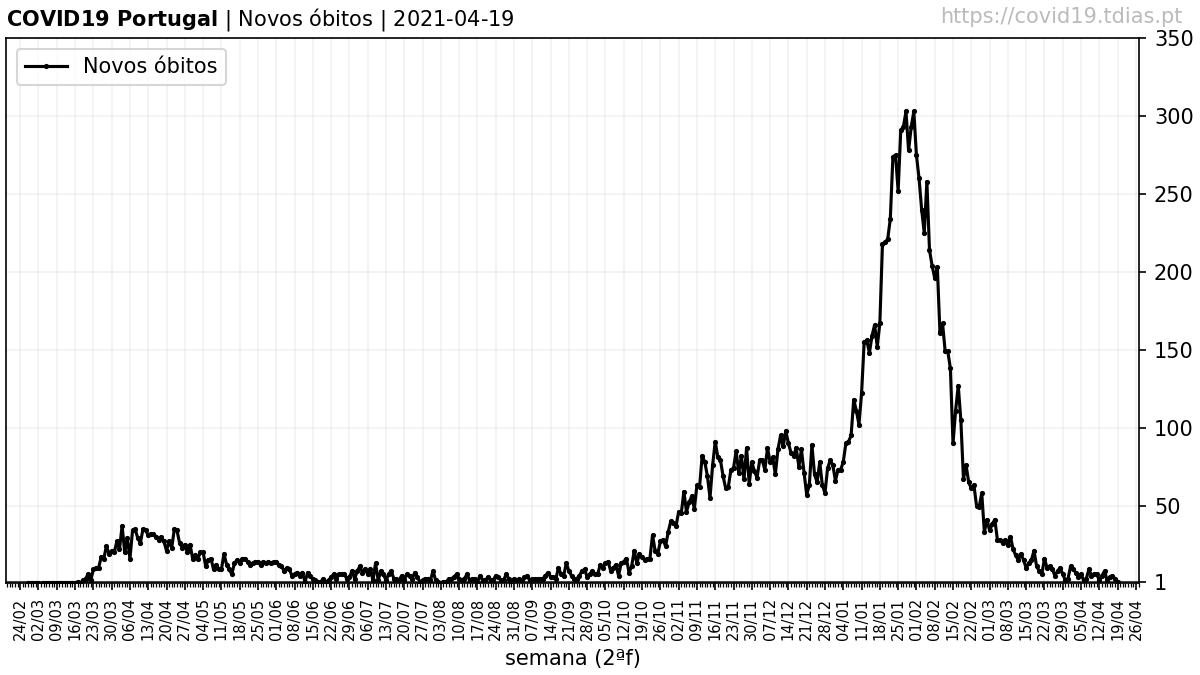 COVID19 Portugal | Novos óbitos | 2021-04-19
https://covid19.tdias.pt
Novos óbitos
350
300
250
200
150
100
50
1
24/02 02/03 09/03 16/03 23/03 30/03 06/04 13/04 20/04 27/04 04/05 11/05 18/05 25/05 01/06 08/06 15/06 22/06 29/06 06/07 13/07 20/07 27/07 03/08 10/08 17/08 24/08 31/08 07/09 14/09 21/09 28/09 05/10 12/10 19/10 26/10 02/11 09/11 16/11 23/11 30/11 07/12 14/12 21/12 28/12 04/01 11/01 18/01 25/01 01/02 08/02 15/02 22/02 01/03 08/03 15/03 22/03 29/03 05/04 12/04 19/04 26/04
semana (2ªf)